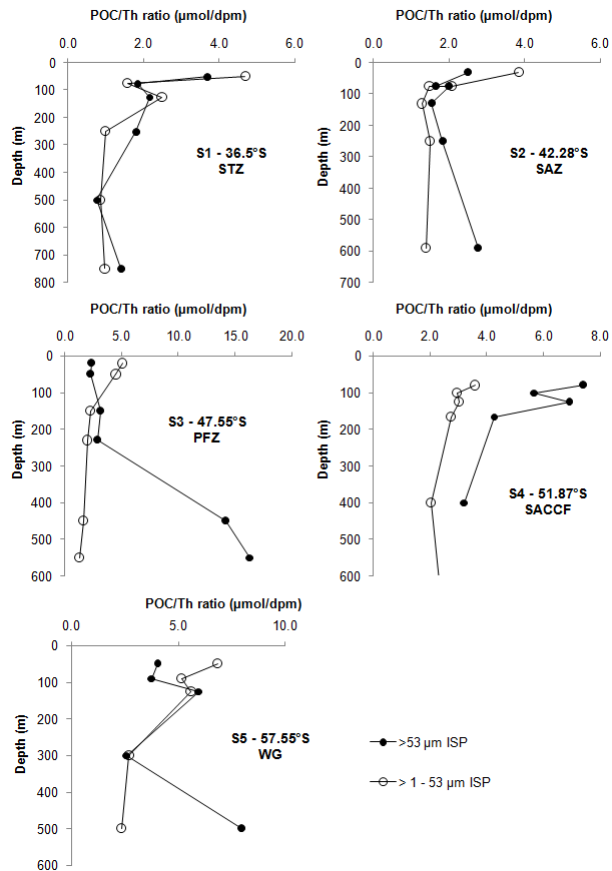 POC/Th ratio (µmol/dpm)
0.0 2.0 4.0 6.0
0
100
200
300
400
500
600
700
800
Depth (m)
S1 - 36.5°S
STZ
POC/Th ratio (µmol/dpm)
0.0 2.0 4.0 6.0
0
100
200
300
400
500
600
700
Depth (m)
S2 - 42.28°S
SAZ
POC/Th ratio (µmol/dpm)
0.0 5.0 10.0 15.0 20.0
0
100
200
300
400
500
600
Depth (m)
S3 - 47.55°S
PFZ
POC/Th ratio (µmol/dpm)
0.0 2.0 4.0 6.0 8.0
0
100
200
300
400
500
600
Depth (m)
S4 - 51.87°S
SACCF
POC/Th ratio (µmol/dpm)
0.0 5.0 10.0
0
100
200
300
400
500
600
Depth (m)
S5 - 57.55°S
WG
>53 µm ISP
> 1 - 53 µm ISP